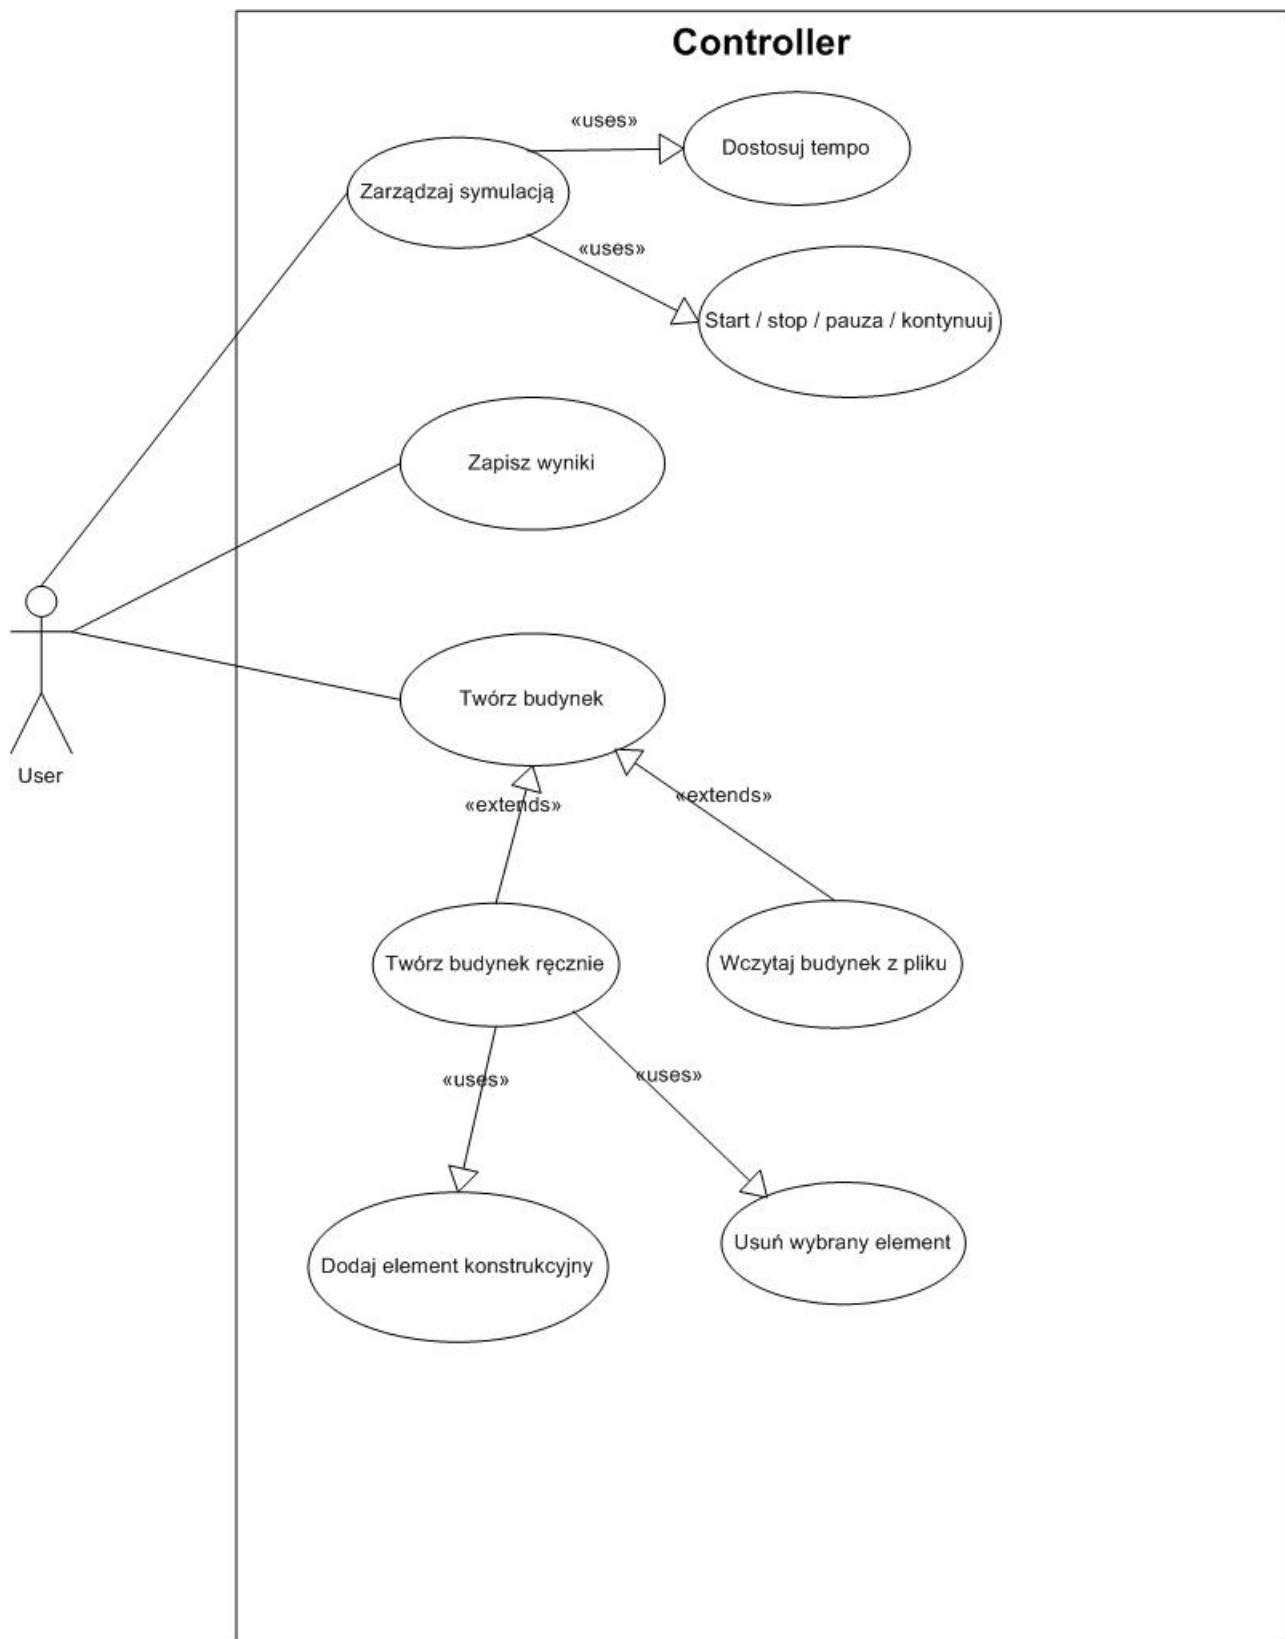 Controller
«uses»
Dostosuj tempo
Zarządzaj symulacją
«uses»
Start / stop / pauza / kontynuuj
Zapisz wyniki
Twórz budynek
User
«extends»
«extends»
Twórz budynek ręcznie
Wczytaj budynek z pliku
«uses»
«uses»
Usuń wybrany element
Dodaj element konstrukcyjny